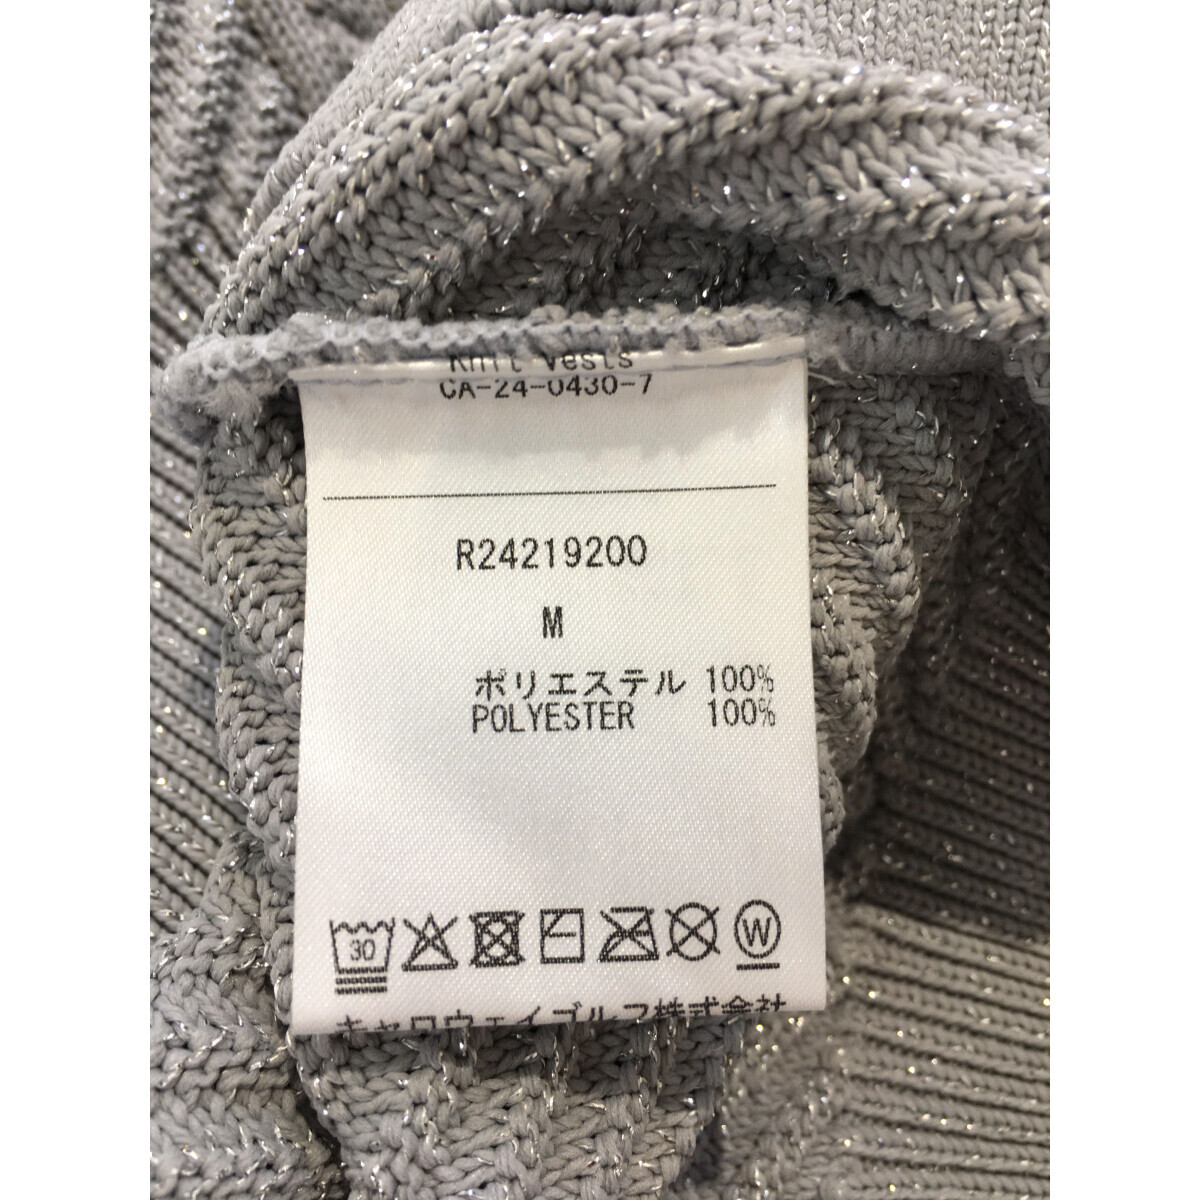 Knit Vests
CA-24-0430-7
R24219200
M
ポリエステル 100%
POLYESTER 100%
30
W
キャロウェイゴルフ株式会社